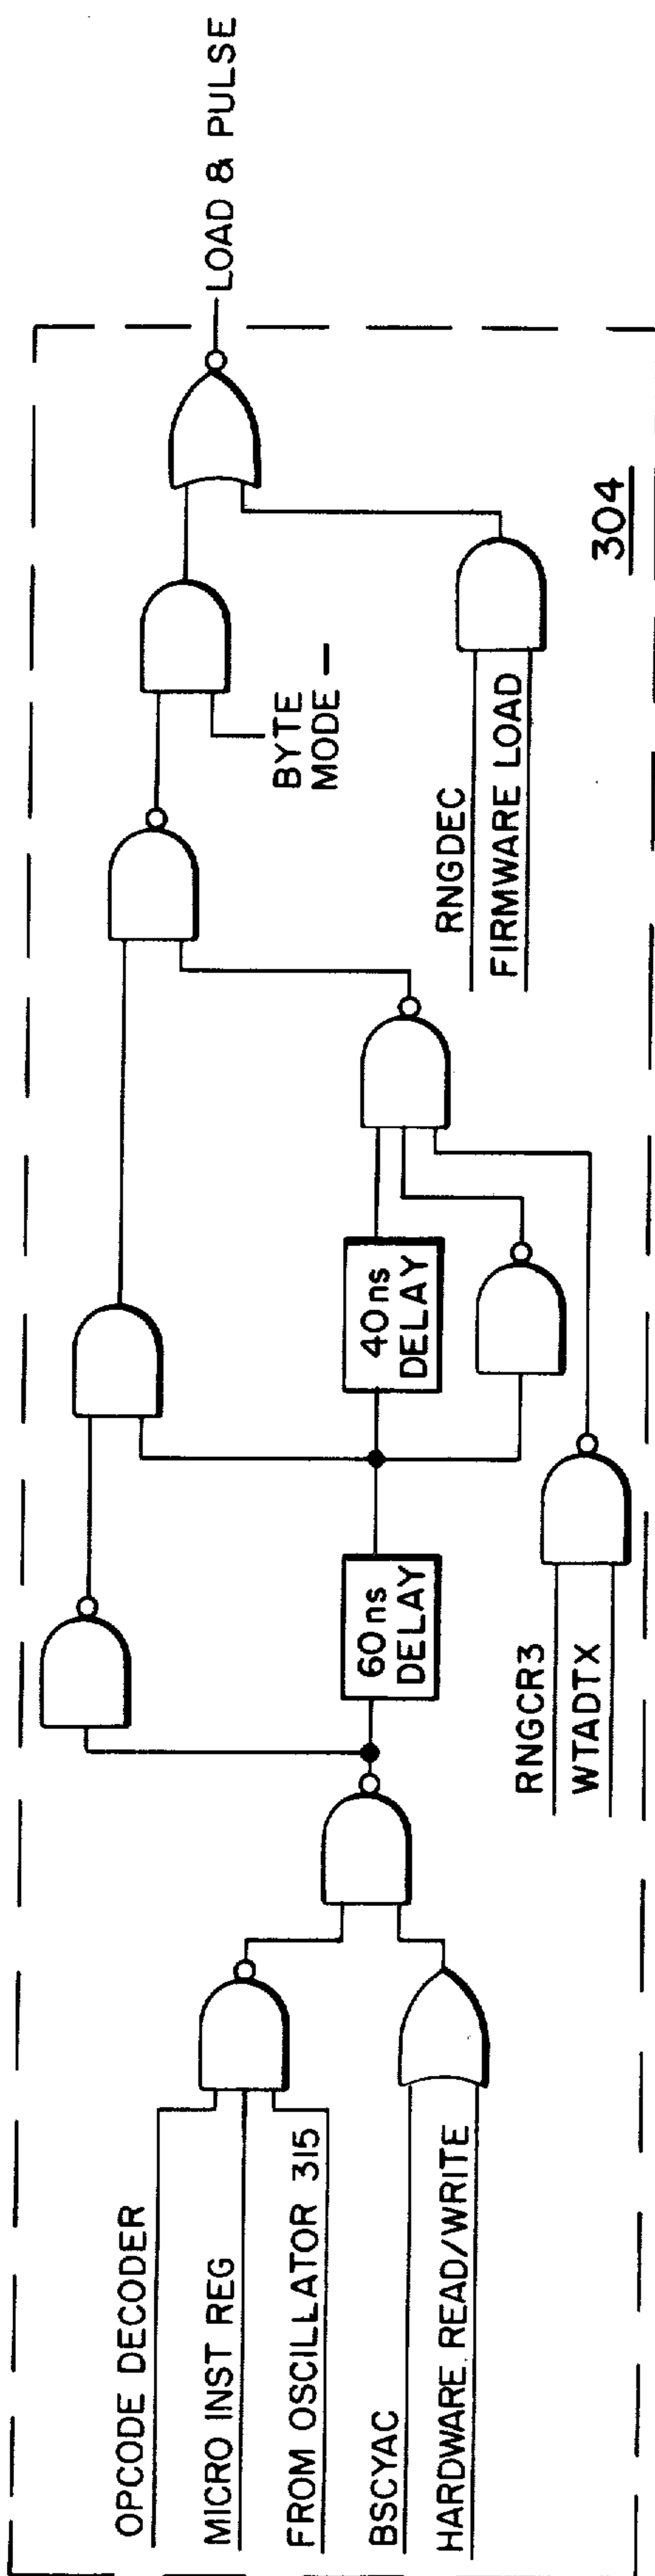 OPCODE DECODER
MICRO INST REG
FROM OSCILLATOR 315
BSCYAC
HARDWARE READ/WRITE
60ns
DELAY
RNGCR3
WTADTX
40ns
DELAY
BYTE
MODE –
RNGDEC
FIRMWARE LOAD
304
LOAD & PULSE